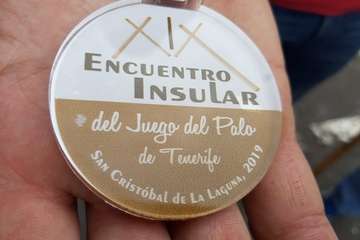 XIX
ENCUENTRO
INSULAR
del Juego del Palo
de Tenerife
SAN CRISTÓBAL DE LA LAGUNA, 2019